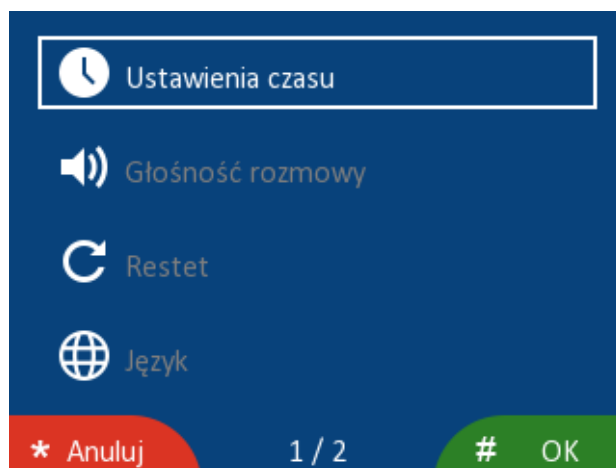 Ustawienia czasu
Głośność rozmowy
Restet
Język
* Anuluj 1 / 2 # OK